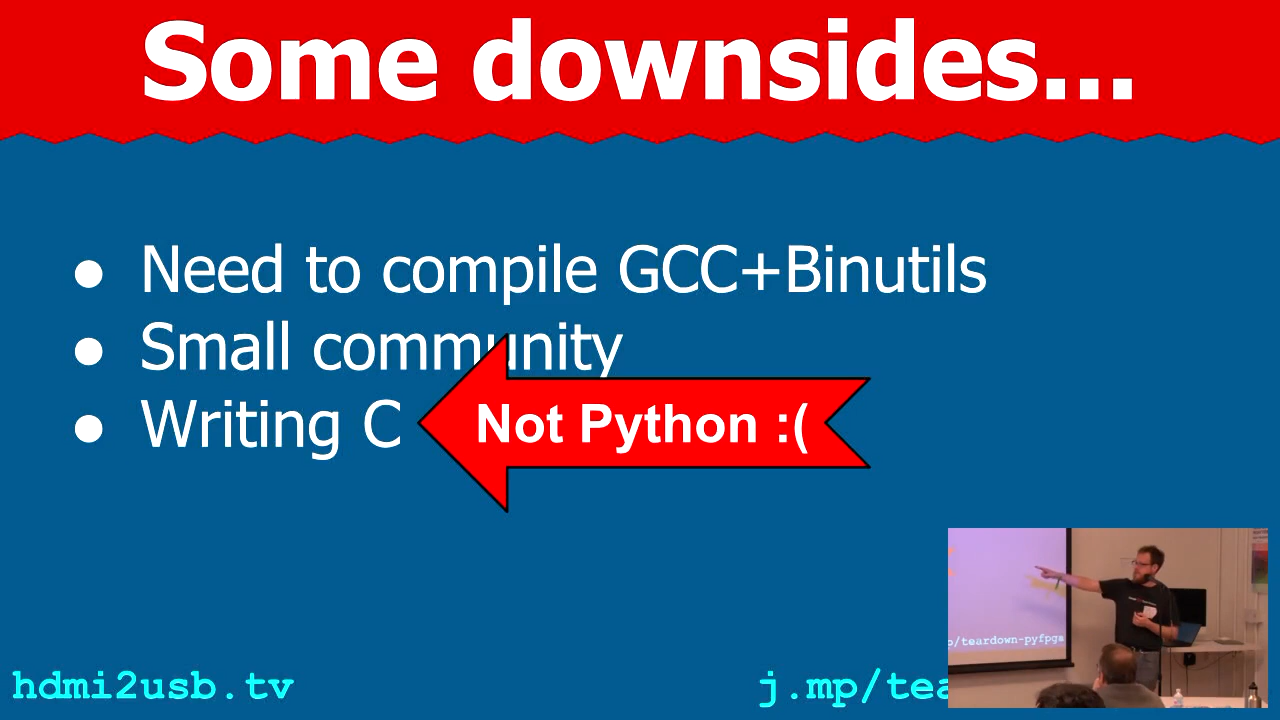 Some downsides...
● Need to compile GCC+Binutils
● Small community
● Writing C
Not Python :(
hdmi2usb.tv
j.mp/tea
/teardown-pyfpga